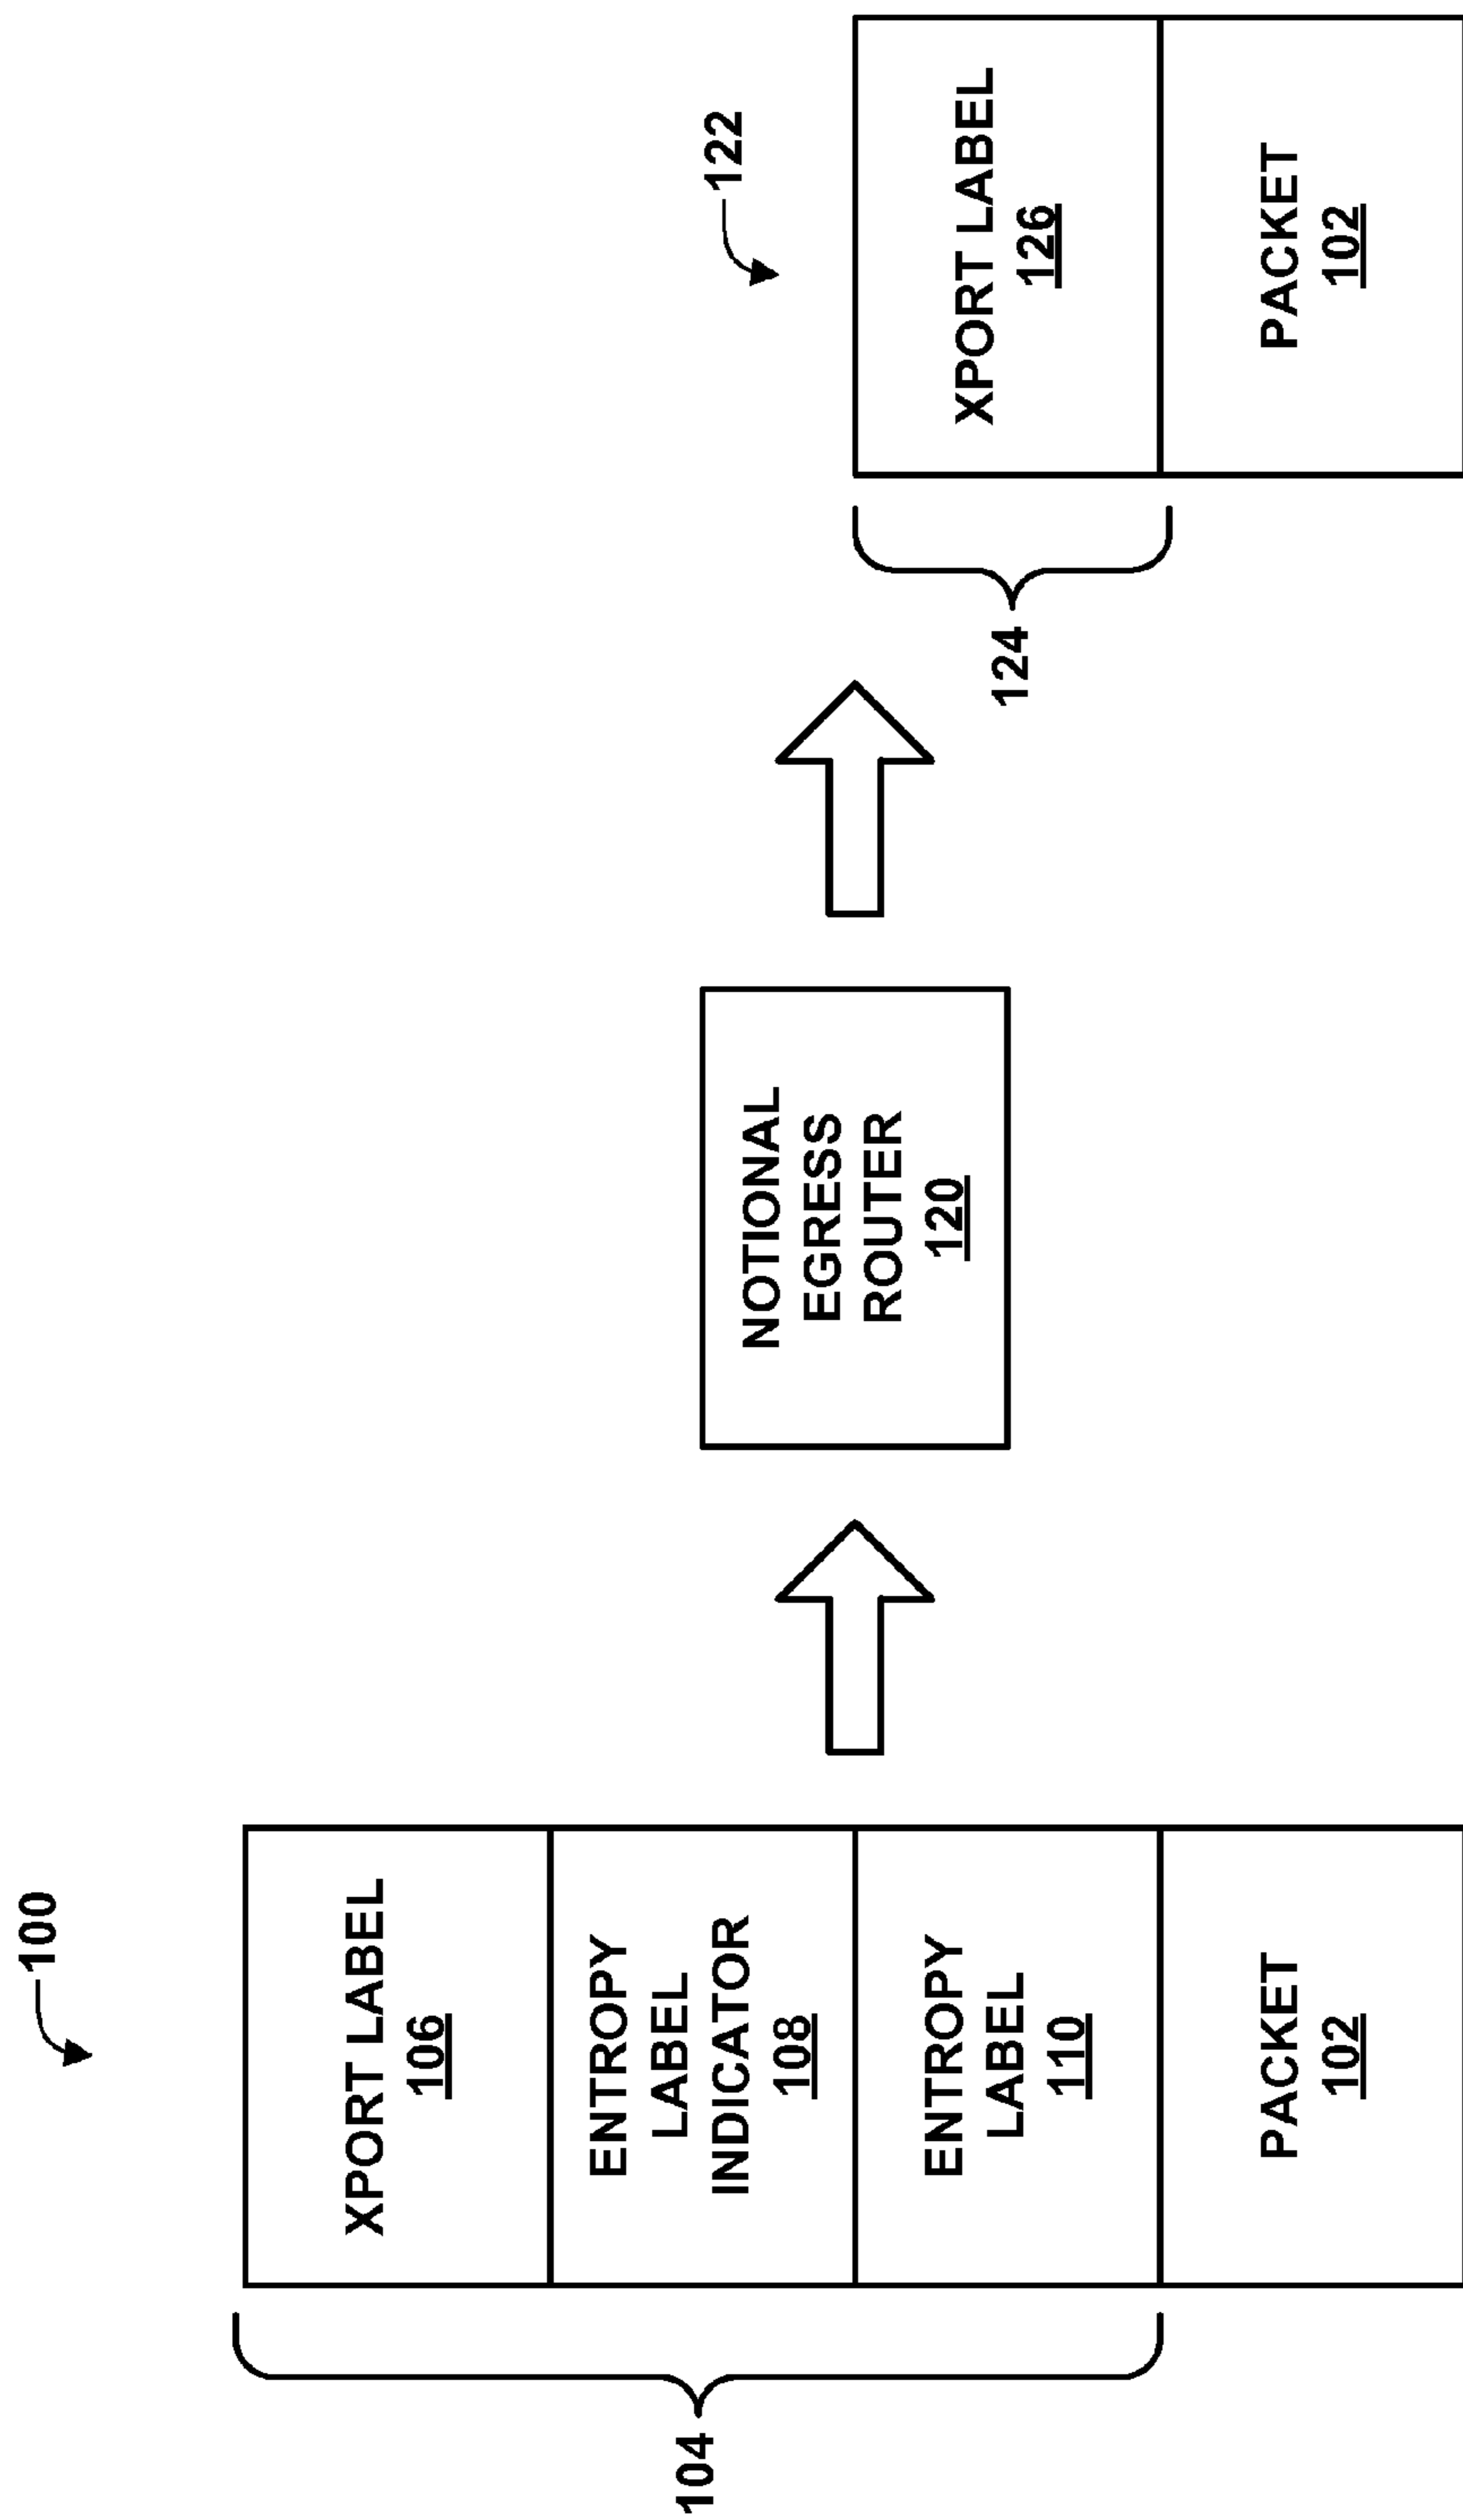 100
XPORT LABEL
106
ENTROPY
LABEL
INDICATOR
108
ENTROPY
LABEL
110
PACKET
102
104
NOTIONAL
EGRESS
ROUTER
120
122
XPORT LABEL
126
PACKET
102
124